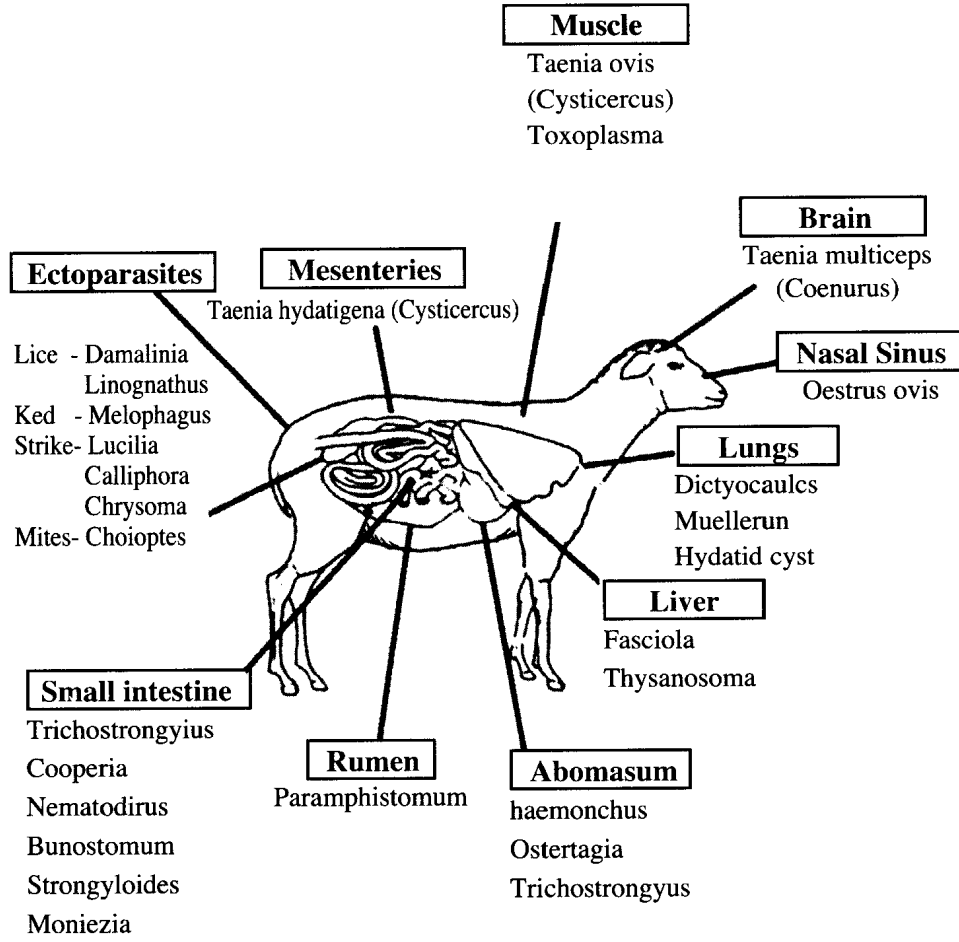 Muscle
Taenia ovis
(Cysticercus)
Toxoplasma
Brain
Taenia multiceps
(Coenurus)
Ectoparasites
Mesenteries
Taenia hydatigena (Cysticercus)
Lice - Damalinia
Linognathus
Ked - Melophagus
Strike- Lucilia
Calliphora
Chrysoma
Mites- Choioptes
Nasal Sinus
Oestrus ovis
Lungs
Dictyocaulcs
Muellerun
Hydatid cyst
Liver
Fasciola
Thysanosoma
Small intestine
Trichostrongyius
Cooperia
Nematodirus
Bunostomum
Strongyloides
Moniezia
Rumen
Paramphistomum
Abomasum
haemonchus
Ostertagia
Trichostrongyus